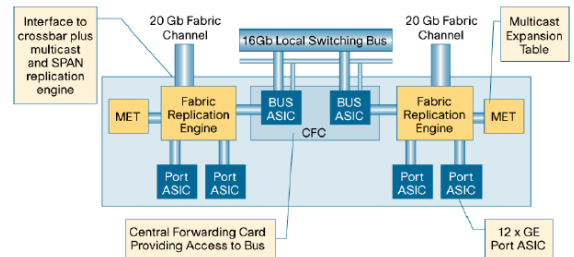 Interface to
crossbar plus
multicast
and SPAN
replication
engine
20 Gb Fabric
Channel
16Gb Local Switching Bus
20 Gb Fabric
Channel
Multicast
Expansion
Table
MET
Fabric
Replication
Engine
BUS
ASIC
BUS
ASIC
CFC
Fabric
Replication
Engine
MET
Port
ASIC
Port
ASIC
Port
ASIC
Port
ASIC
Central Forwarding Card
Providing Access to Bus
12 x GE
Port ASIC